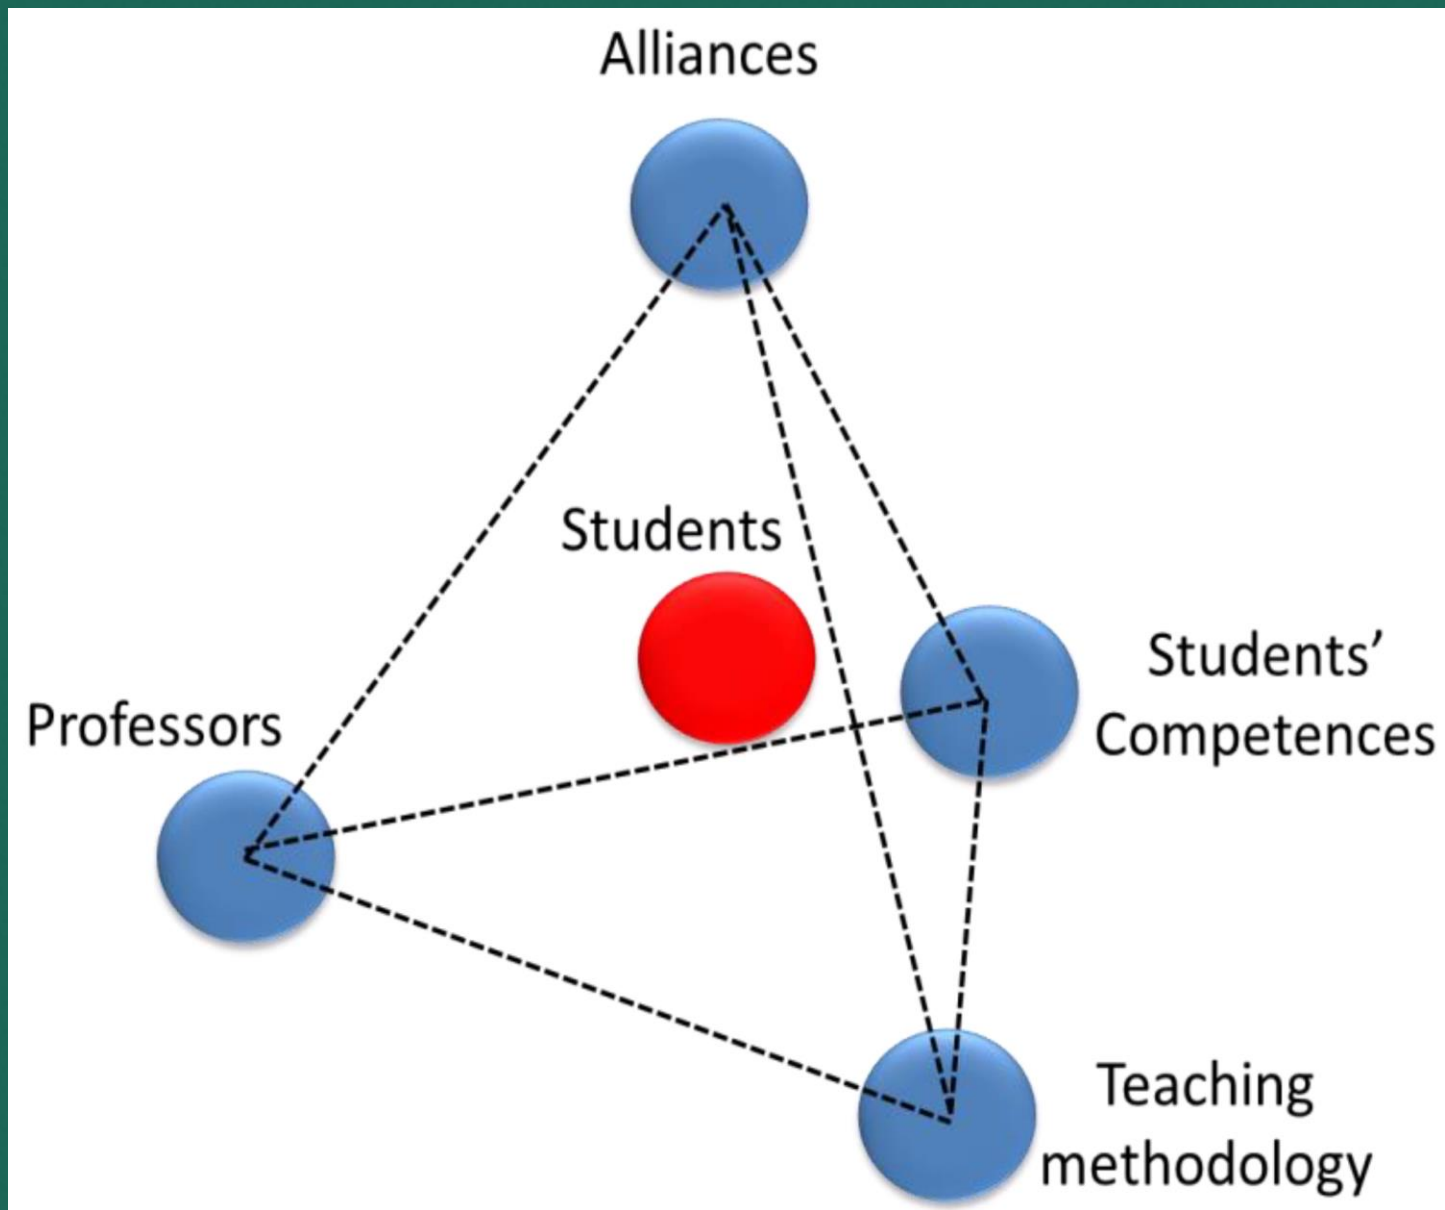 Alliances
Students
Students’
Competences
Professors
Teaching
methodology